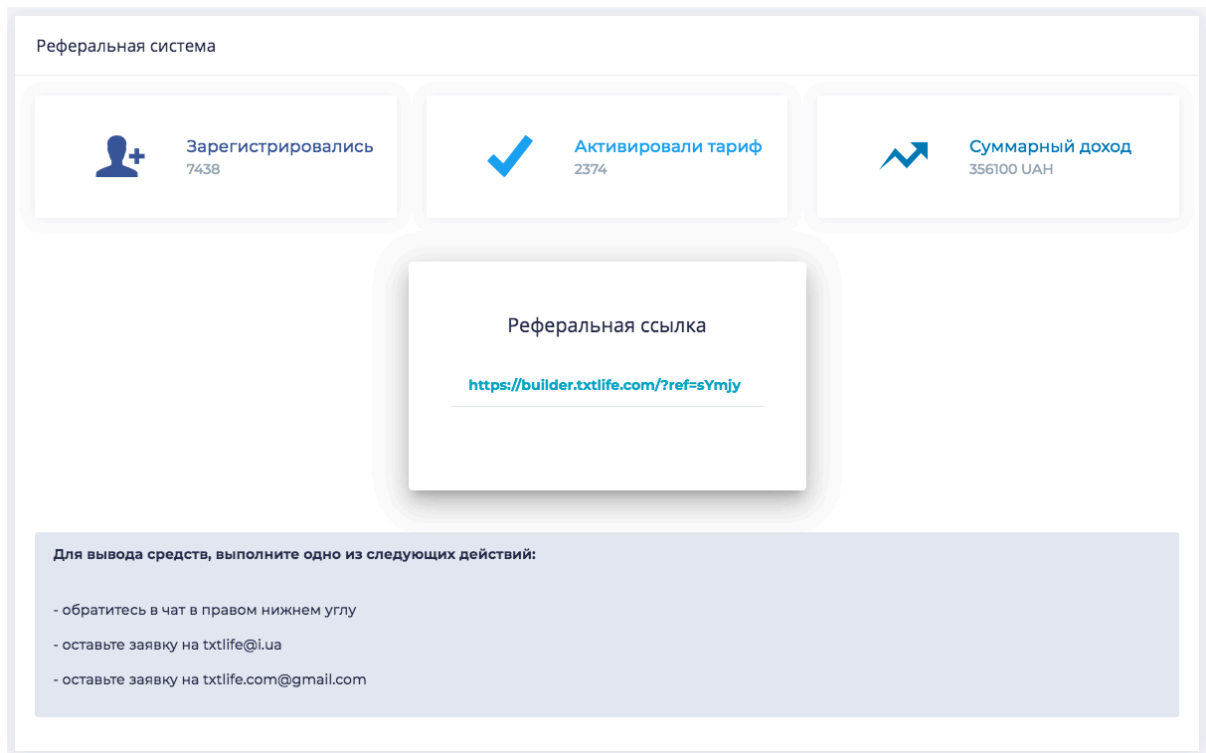 Реферальная система
Зарегистрировались
7438
Активировали тариф
2374
Суммарный доход
356100 UAH
Реферальная ссылка
https://builder.txtlife.com/?ref=sYmjy
Для вывода средств, выполните одно из следующих действий:
- обратитесь в чат в правом нижнем углу
- оставьте заявку на txtlife@i.ua
- оставьте заявку на txtlife.com@gmail.com